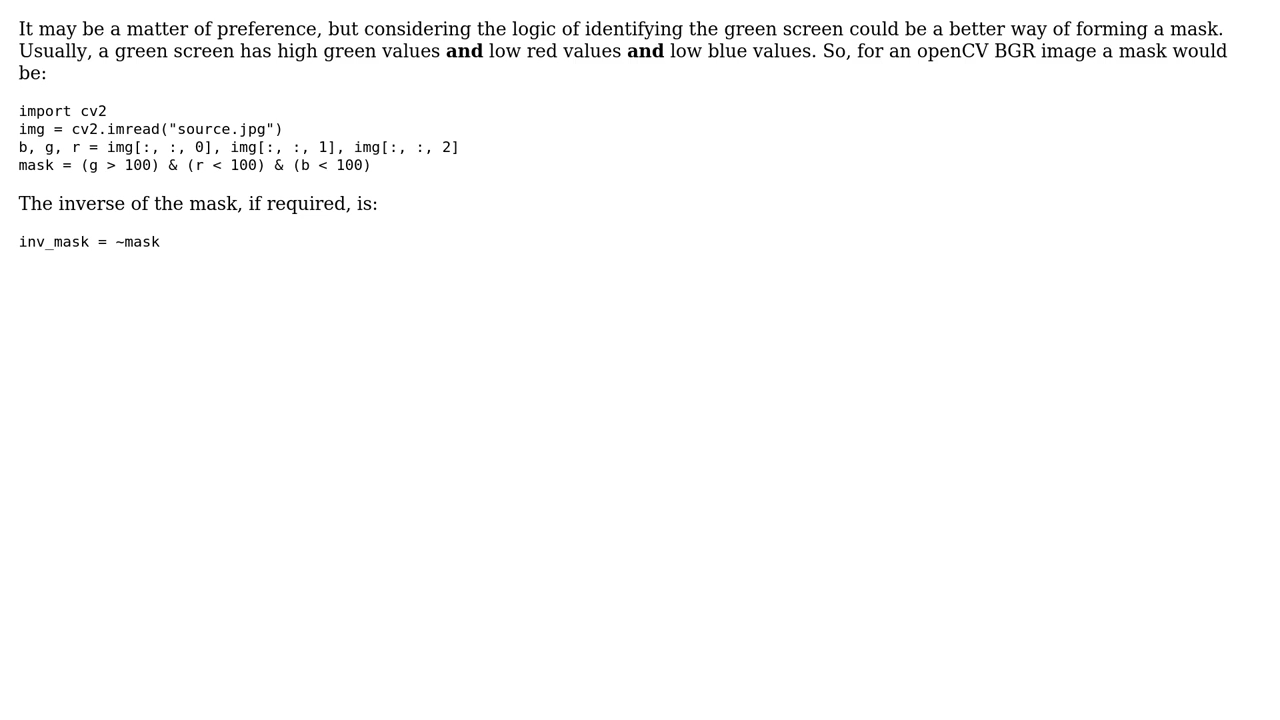 It may be a matter of preference, but considering the logic of identifying the green screen could be a better way of forming a mask.
Usually, a green screen has high green values and low red values and low blue values. So, for an openCV BGR image a mask would
be:
import cv2
img = cv2.imread("source.jpg")
b, g, r = img[:, :, 0], img[:, :, 1], img[:, :, 2]
mask = (g > 100) & (r < 100) & (b < 100)
The inverse of the mask, if required, is:
inv_mask = ~mask